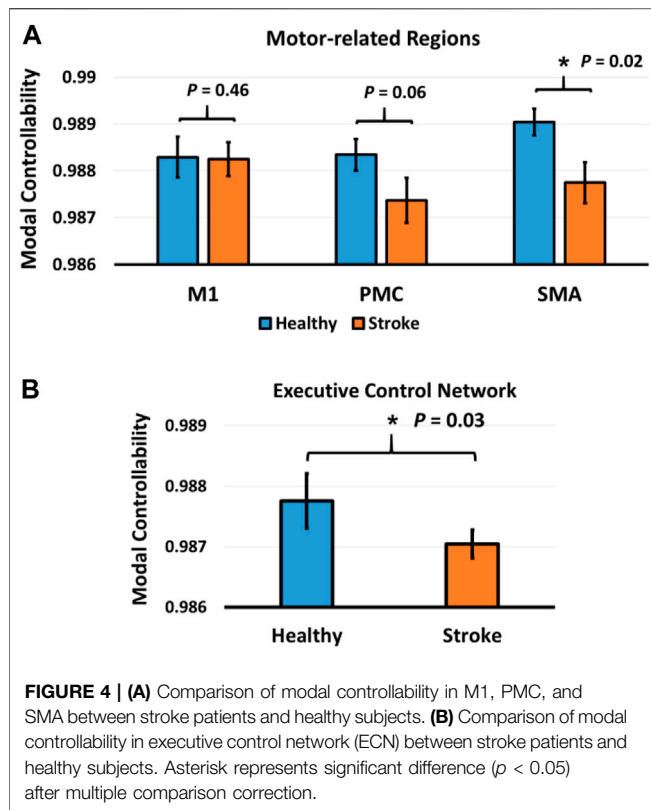 A
Motor-related Regions
Modal Controllability
0.99
0.989
0.988
0.987
0.986
P = 0.46
P = 0.06
* P = 0.02
M1 PMC SMA
Healthy Stroke
B
Executive Control Network
Modal Controllability
0.989
0.988
0.987
0.986
* P = 0.03
Healthy Stroke
FIGURE 4 | (A) Comparison of modal controllability in M1, PMC, and
SMA between stroke patients and healthy subjects. (B) Comparison of modal
controllability in executive control network (ECN) between stroke patients and
healthy subjects. Asterisk represents significant difference (p < 0.05)
after multiple comparison correction.